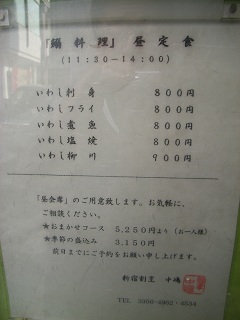 「鰯料理」昼定食
(11:30-14:00)
いわし刺身 800円
いわしフライ 800円
いわし煮魚 800円
いわし塩焼 800円
いわし柳川 900円
「昼会席」のご用意致します。お気軽に、
ご相談ください。
★おまかせコース 5,250円より(お一人様)
★季節の盛込み 3,150円
前日までにご予約をお願い申し上げます。
新宿割烹 中嶋
TEL 3356-4962・4534